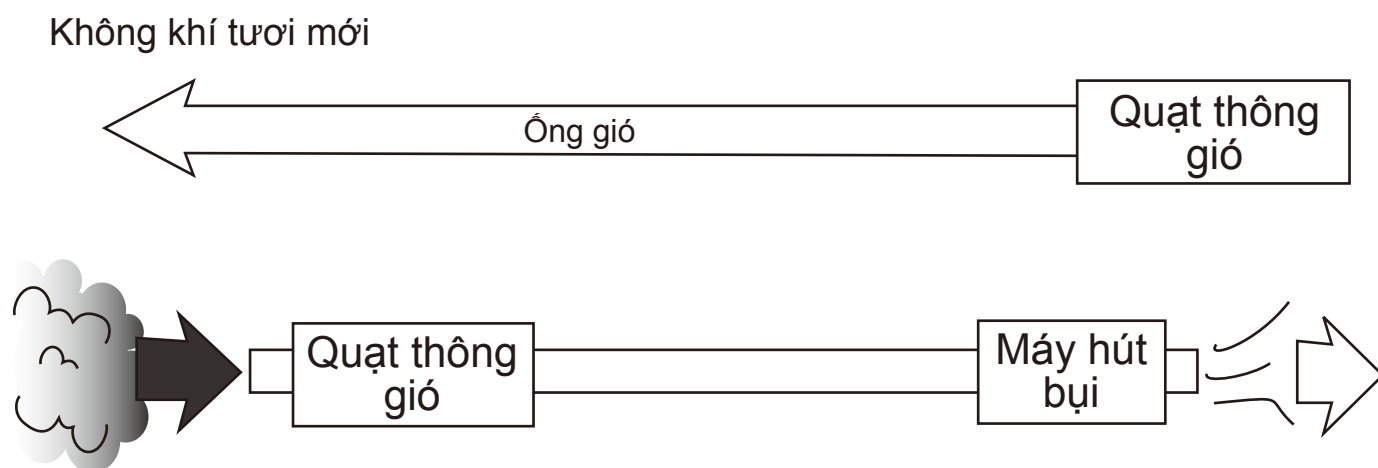 Không khí tươi mới
Ống gió
Quạt thông
gió
Quạt thông
gió
Máy hút
bụi